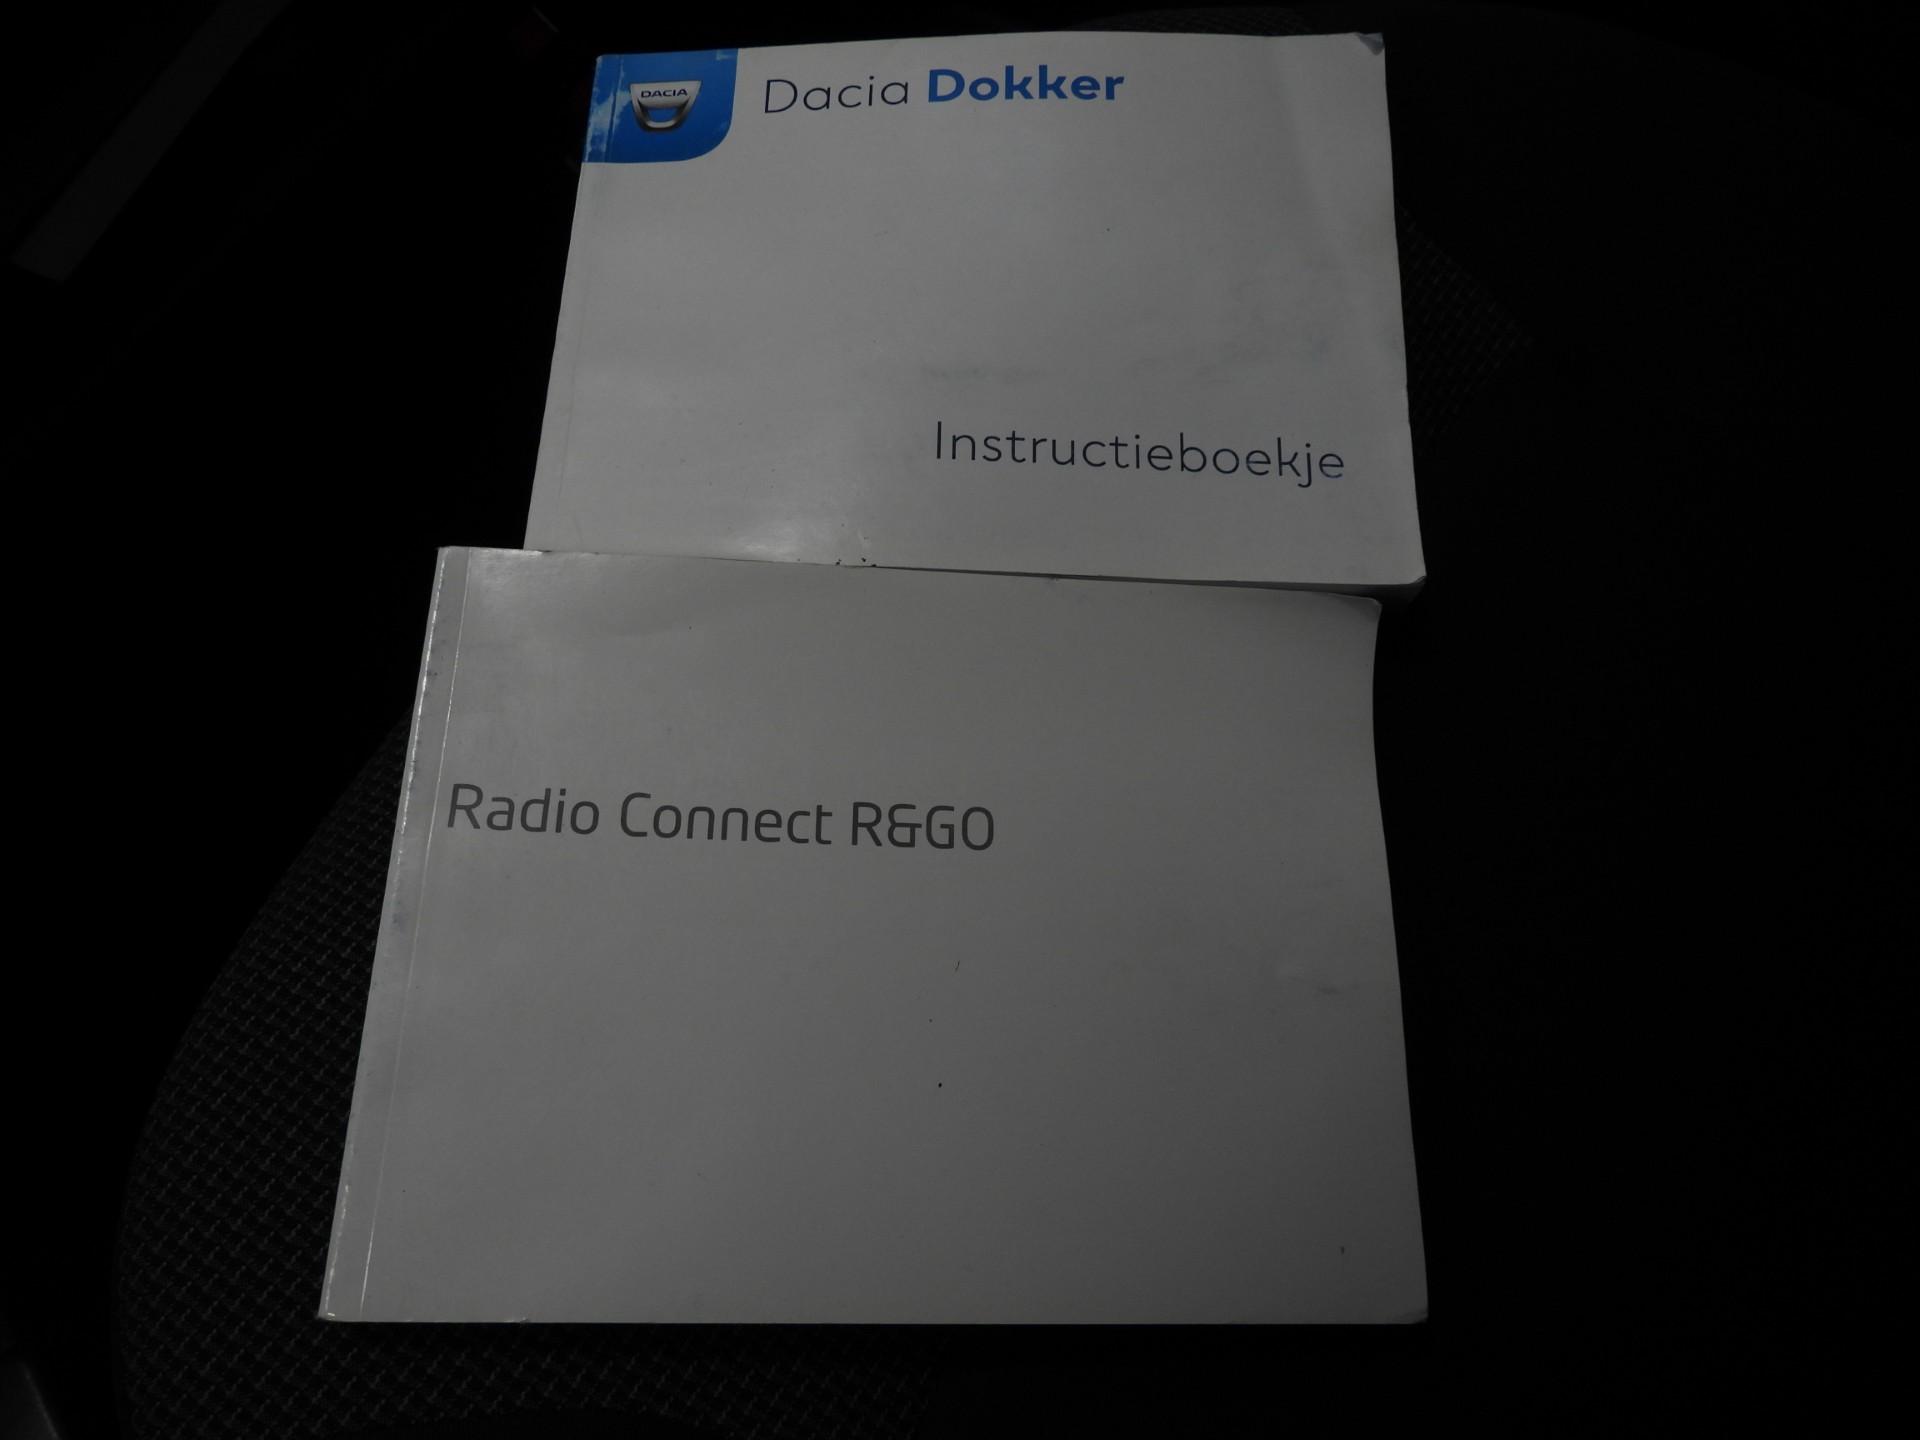 DACIA
Dacia Dokker
Instructieboekje
Radio Connect R&GO